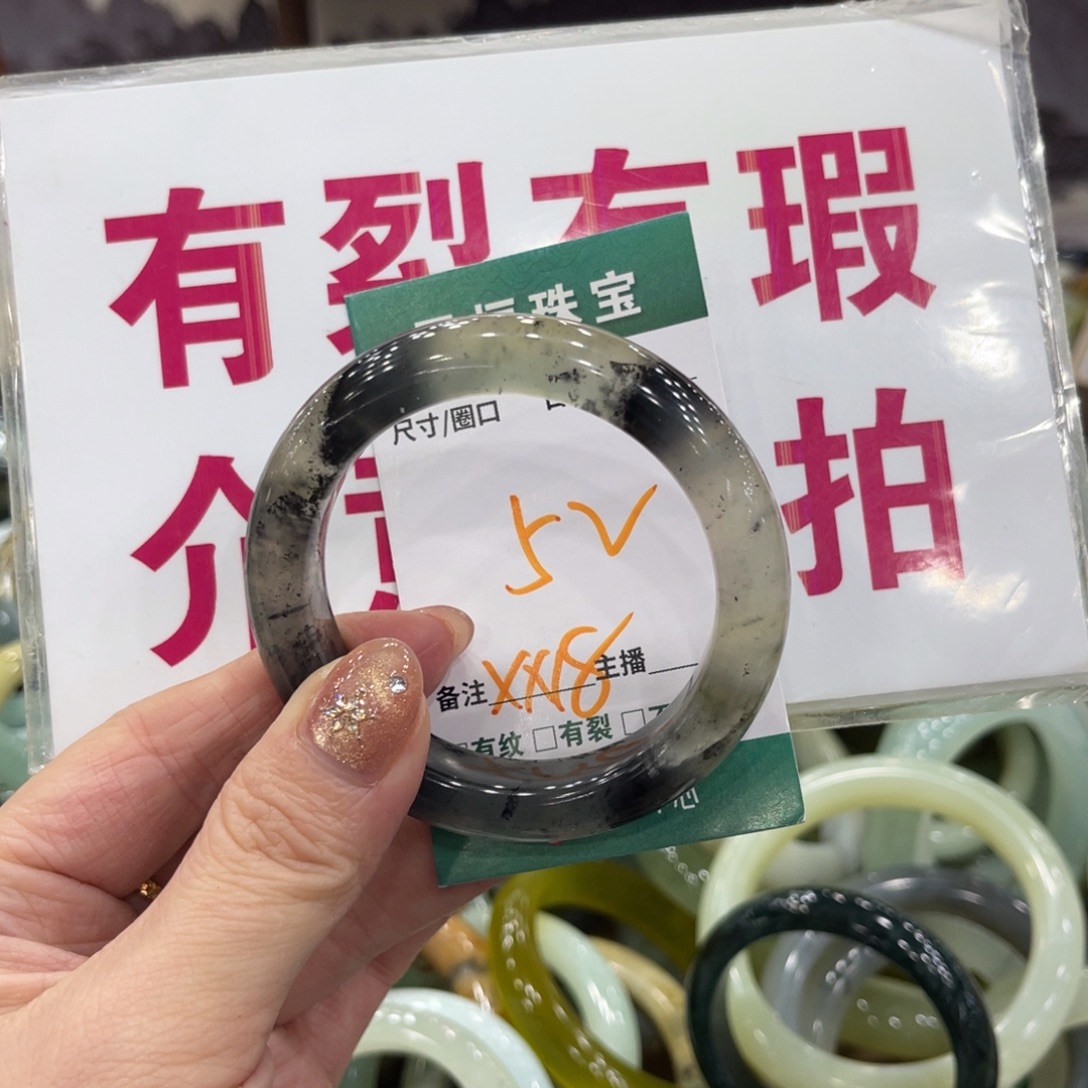 有裂有瑕
介 拍
珠宝
尺寸/圈口
52
备注 XX18 主播
有纹 □有裂 □